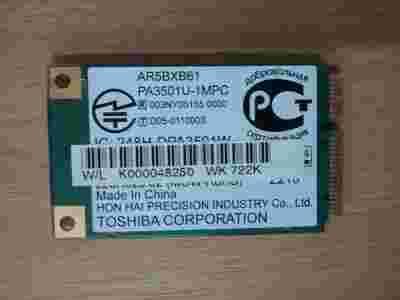 AR5BXB61
PA3501U-1MPC
R 003NY05155 0000
T D05-0110003
ДОБРОВОЛЬНАЯ
РСТ
СЕРТИФИКАЦИЯ
W/L K000048250 WK 722K
Made In China
HON HAI PRECISION INDUSTRY Co., Ltd.
TOSHIBA CORPORATION